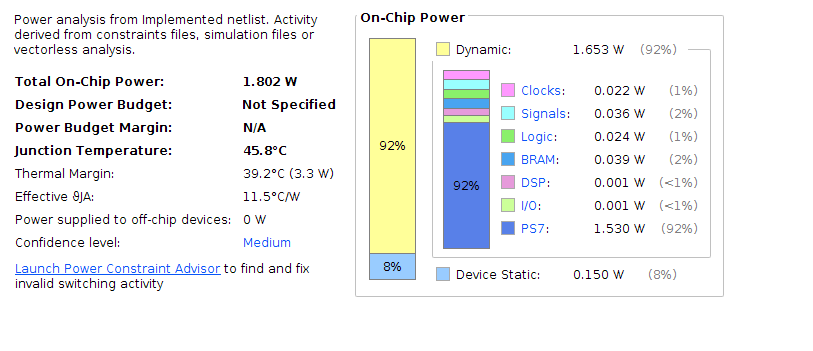 Power analysis from Implemented netlist. Activity
derived from constraints files, simulation files or
vectorless analysis.
Total On-Chip Power: 1.802 W
Design Power Budget: Not Specified
Power Budget Margin: N/A
Junction Temperature: 45.8°C
Thermal Margin: 39.2°C (3.3 W)
Effective ϑJA: 11.5°C/W
Power supplied to off-chip devices: 0 W
Confidence level: Medium
Launch Power Constraint Advisor to find and fix
invalid switching activity
On-Chip Power
92%
8%
Dynamic: 1.653 W (92%)
92%
Clocks: 0.022 W (1%)
Signals: 0.036 W (2%)
Logic: 0.024 W (1%)
BRAM: 0.039 W (2%)
DSP: 0.001 W (<1%)
I/O: 0.001 W (<1%)
PS7: 1.530 W (92%)
Device Static: 0.150 W (8%)